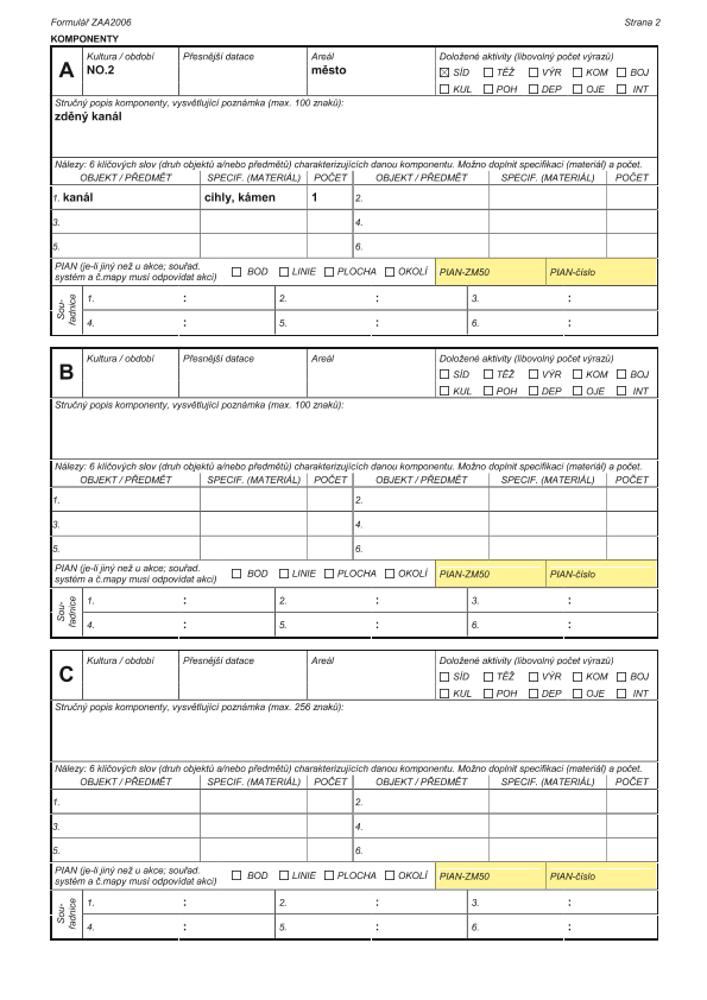 Formulář ZAA2006 Strana 2
KOMPONENTY
A Kultura / období Přesnější datace Areál Doložené aktivity (libovolný počet výrazů)
NO.2 město ☒ SÍD ☐ TĚŽ ☐ VÝR ☐ KOM ☐ BOJ
☐ KUL ☐ POH ☐ DEP ☐ OJE ☐ INT
Stručný popis komponenty, vysvětlující poznámka (max. 100 znaků):
zděný kanál
Nálezy: 6 klíčových slov (druh objektů a/nebo předmětů) charakterizujících danou komponentu. Možno doplnit specifikaci (materiál) a počet.
OBJEKT / PŘEDMĚT SPECIF. (MATERIÁL) POČET OBJEKT / PŘEDMĚT SPECIF. (MATERIÁL) POČET
1. kanál cihly, kámen 1 2.
3. 4.
5. 6.
PIAN (je-li jiný než u akce; souřad.
systém a č.mapy musí odpovídat akci) ☐ BOD ☐ LINIE ☐ PLOCHA ☐ OKOLÍ PIAN-ZM50 PIAN-číslo
Sou-
řadnice
1. : 2. : 3. :
4. : 5. : 6. :
B Kultura / období Přesnější datace Areál Doložené aktivity (libovolný počet výrazů)
☐ SÍD ☐ TĚŽ ☐ VÝR ☐ KOM ☐ BOJ
☐ KUL ☐ POH ☐ DEP ☐ OJE ☐ INT
Stručný popis komponenty, vysvětlující poznámka (max. 100 znaků):
Nálezy: 6 klíčových slov (druh objektů a/nebo předmětů) charakterizujících danou komponentu. Možno doplnit specifikaci (materiál) a počet.
OBJEKT / PŘEDMĚT SPECIF. (MATERIÁL) POČET OBJEKT / PŘEDMĚT SPECIF. (MATERIÁL) POČET
1. 2.
3. 4.
5. 6.
PIAN (je-li jiný než u akce; souřad.
systém a č.mapy musí odpovídat akci) ☐ BOD ☐ LINIE ☐ PLOCHA ☐ OKOLÍ PIAN-ZM50 PIAN-číslo
Sou-
řadnice
1. : 2. : 3. :
4. : 5. : 6. :
C Kultura / období Přesnější datace Areál Doložené aktivity (libovolný počet výrazů)
☐ SÍD ☐ TĚŽ ☐ VÝR ☐ KOM ☐ BOJ
☐ KUL ☐ POH ☐ DEP ☐ OJE ☐ INT
Stručný popis komponenty, vysvětlující poznámka (max. 256 znaků):
Nálezy: 6 klíčových slov (druh objektů a/nebo předmětů) charakterizujících danou komponentu. Možno doplnit specifikaci (materiál) a počet.
OBJEKT / PŘEDMĚT SPECIF. (MATERIÁL) POČET OBJEKT / PŘEDMĚT SPECIF. (MATERIÁL) POČET
1. 2.
3. 4.
5. 6.
PIAN (je-li jiný než u akce; souřad.
systém a č.mapy musí odpovídat akci) ☐ BOD ☐ LINIE ☐ PLOCHA ☐ OKOLÍ PIAN-ZM50 PIAN-číslo
Sou-
řadnice
1. : 2. : 3. :
4. : 5. : 6. :